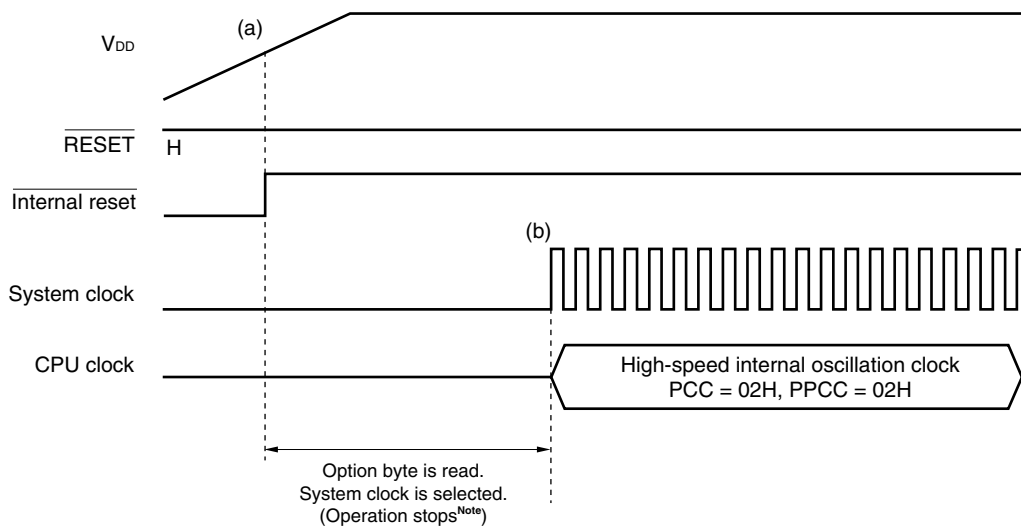 (a)
VDD
RESET
H
Internal reset
(b)
System clock
CPU clock
High-speed internal oscillation clock
PCC = 02H, PPCC = 02H
Option byte is read.
System clock is selected.
(Operation stopsNote)